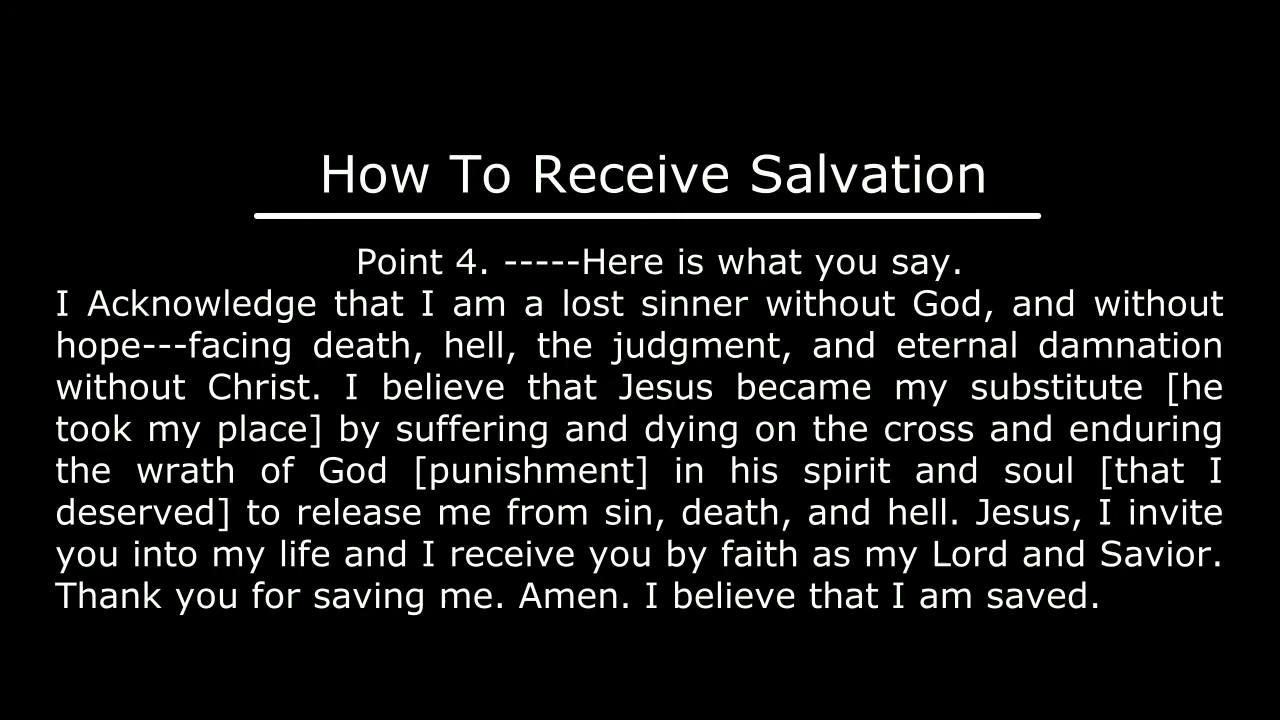 How To Receive Salvation
Point 4. -----Here is what you say.
I Acknowledge that I am a lost sinner without God, and without
hope---facing death, hell, the judgment, and eternal damnation
without Christ. I believe that Jesus became my substitute [he
took my place] by suffering and dying on the cross and enduring
the wrath of God [punishment] in his spirit and soul [that I
deserved] to release me from sin, death, and hell. Jesus, I invite
you into my life and I receive you by faith as my Lord and Savior.
Thank you for saving me. Amen. I believe that I am saved.